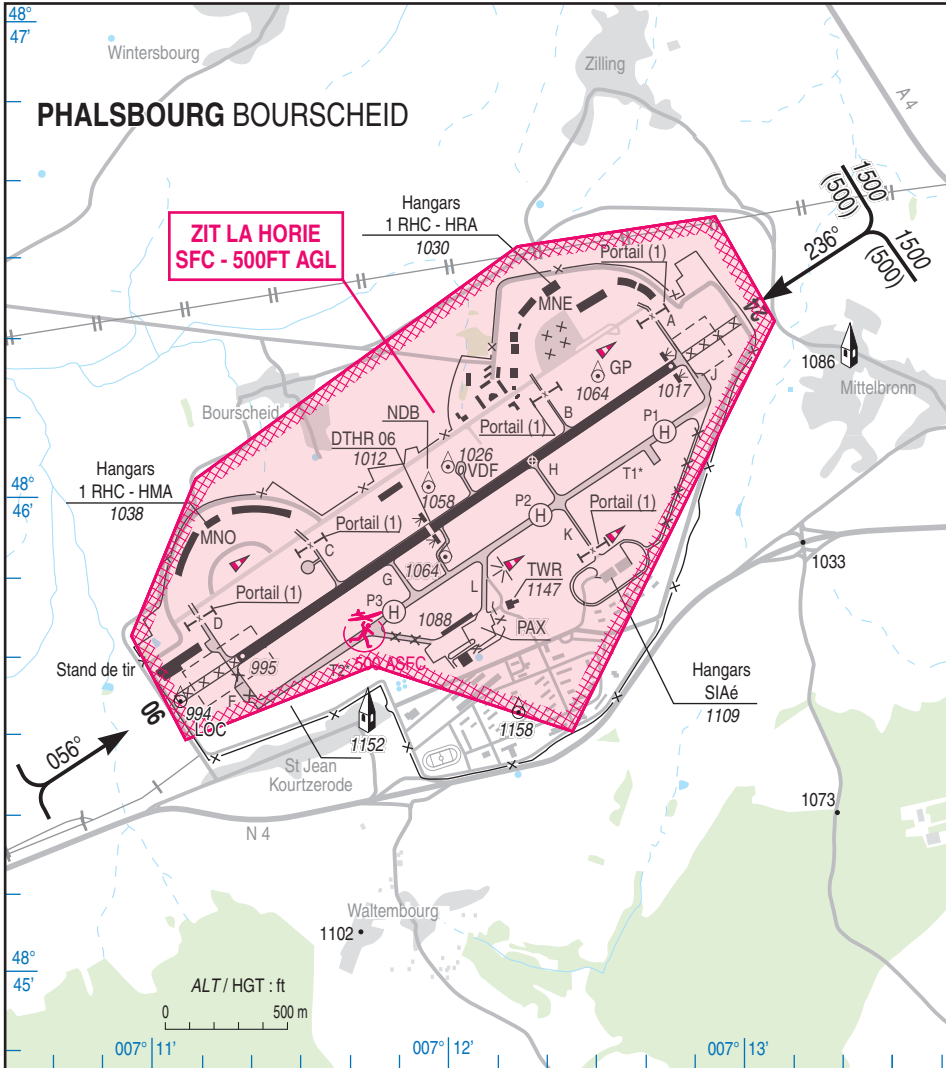 48°
47'
Wintersbourg
Zilling
A 4
PHALSBOURG BOURSCHEID
Hangars
1 RHC - HRA
1030
1500
(500)
1500
(500)
236°
ZIT LA HORIE
SFC - 500FT AGL
Portail (1)
MNE
A
24
1086
Mittelbronn
GP
1064
1017
J
Bourscheid
NDB
DTHR 06
1012
Portail (1)
B
P1
H
1026
VDF
H
T1*
Hangars
1 RHC - HMA
1038
48°
46'
1058
P2
H
Portail (1)
MNO
Portail (1)
C
K
1033
1064
TWR
1147
G
L
Portail (1)
D
P3
H
1088
PAX
Stand de tir
995
500 ASFC
Hangars
SIAé
1109
F
06
994
LOC
1152
1158
056°
St Jean
Kourtzerode
1073
N 4
Waltembourg
1102
48°
45'
ALT / HGT : ft
0
500 m
007° 11'
007° 12'
007° 13'